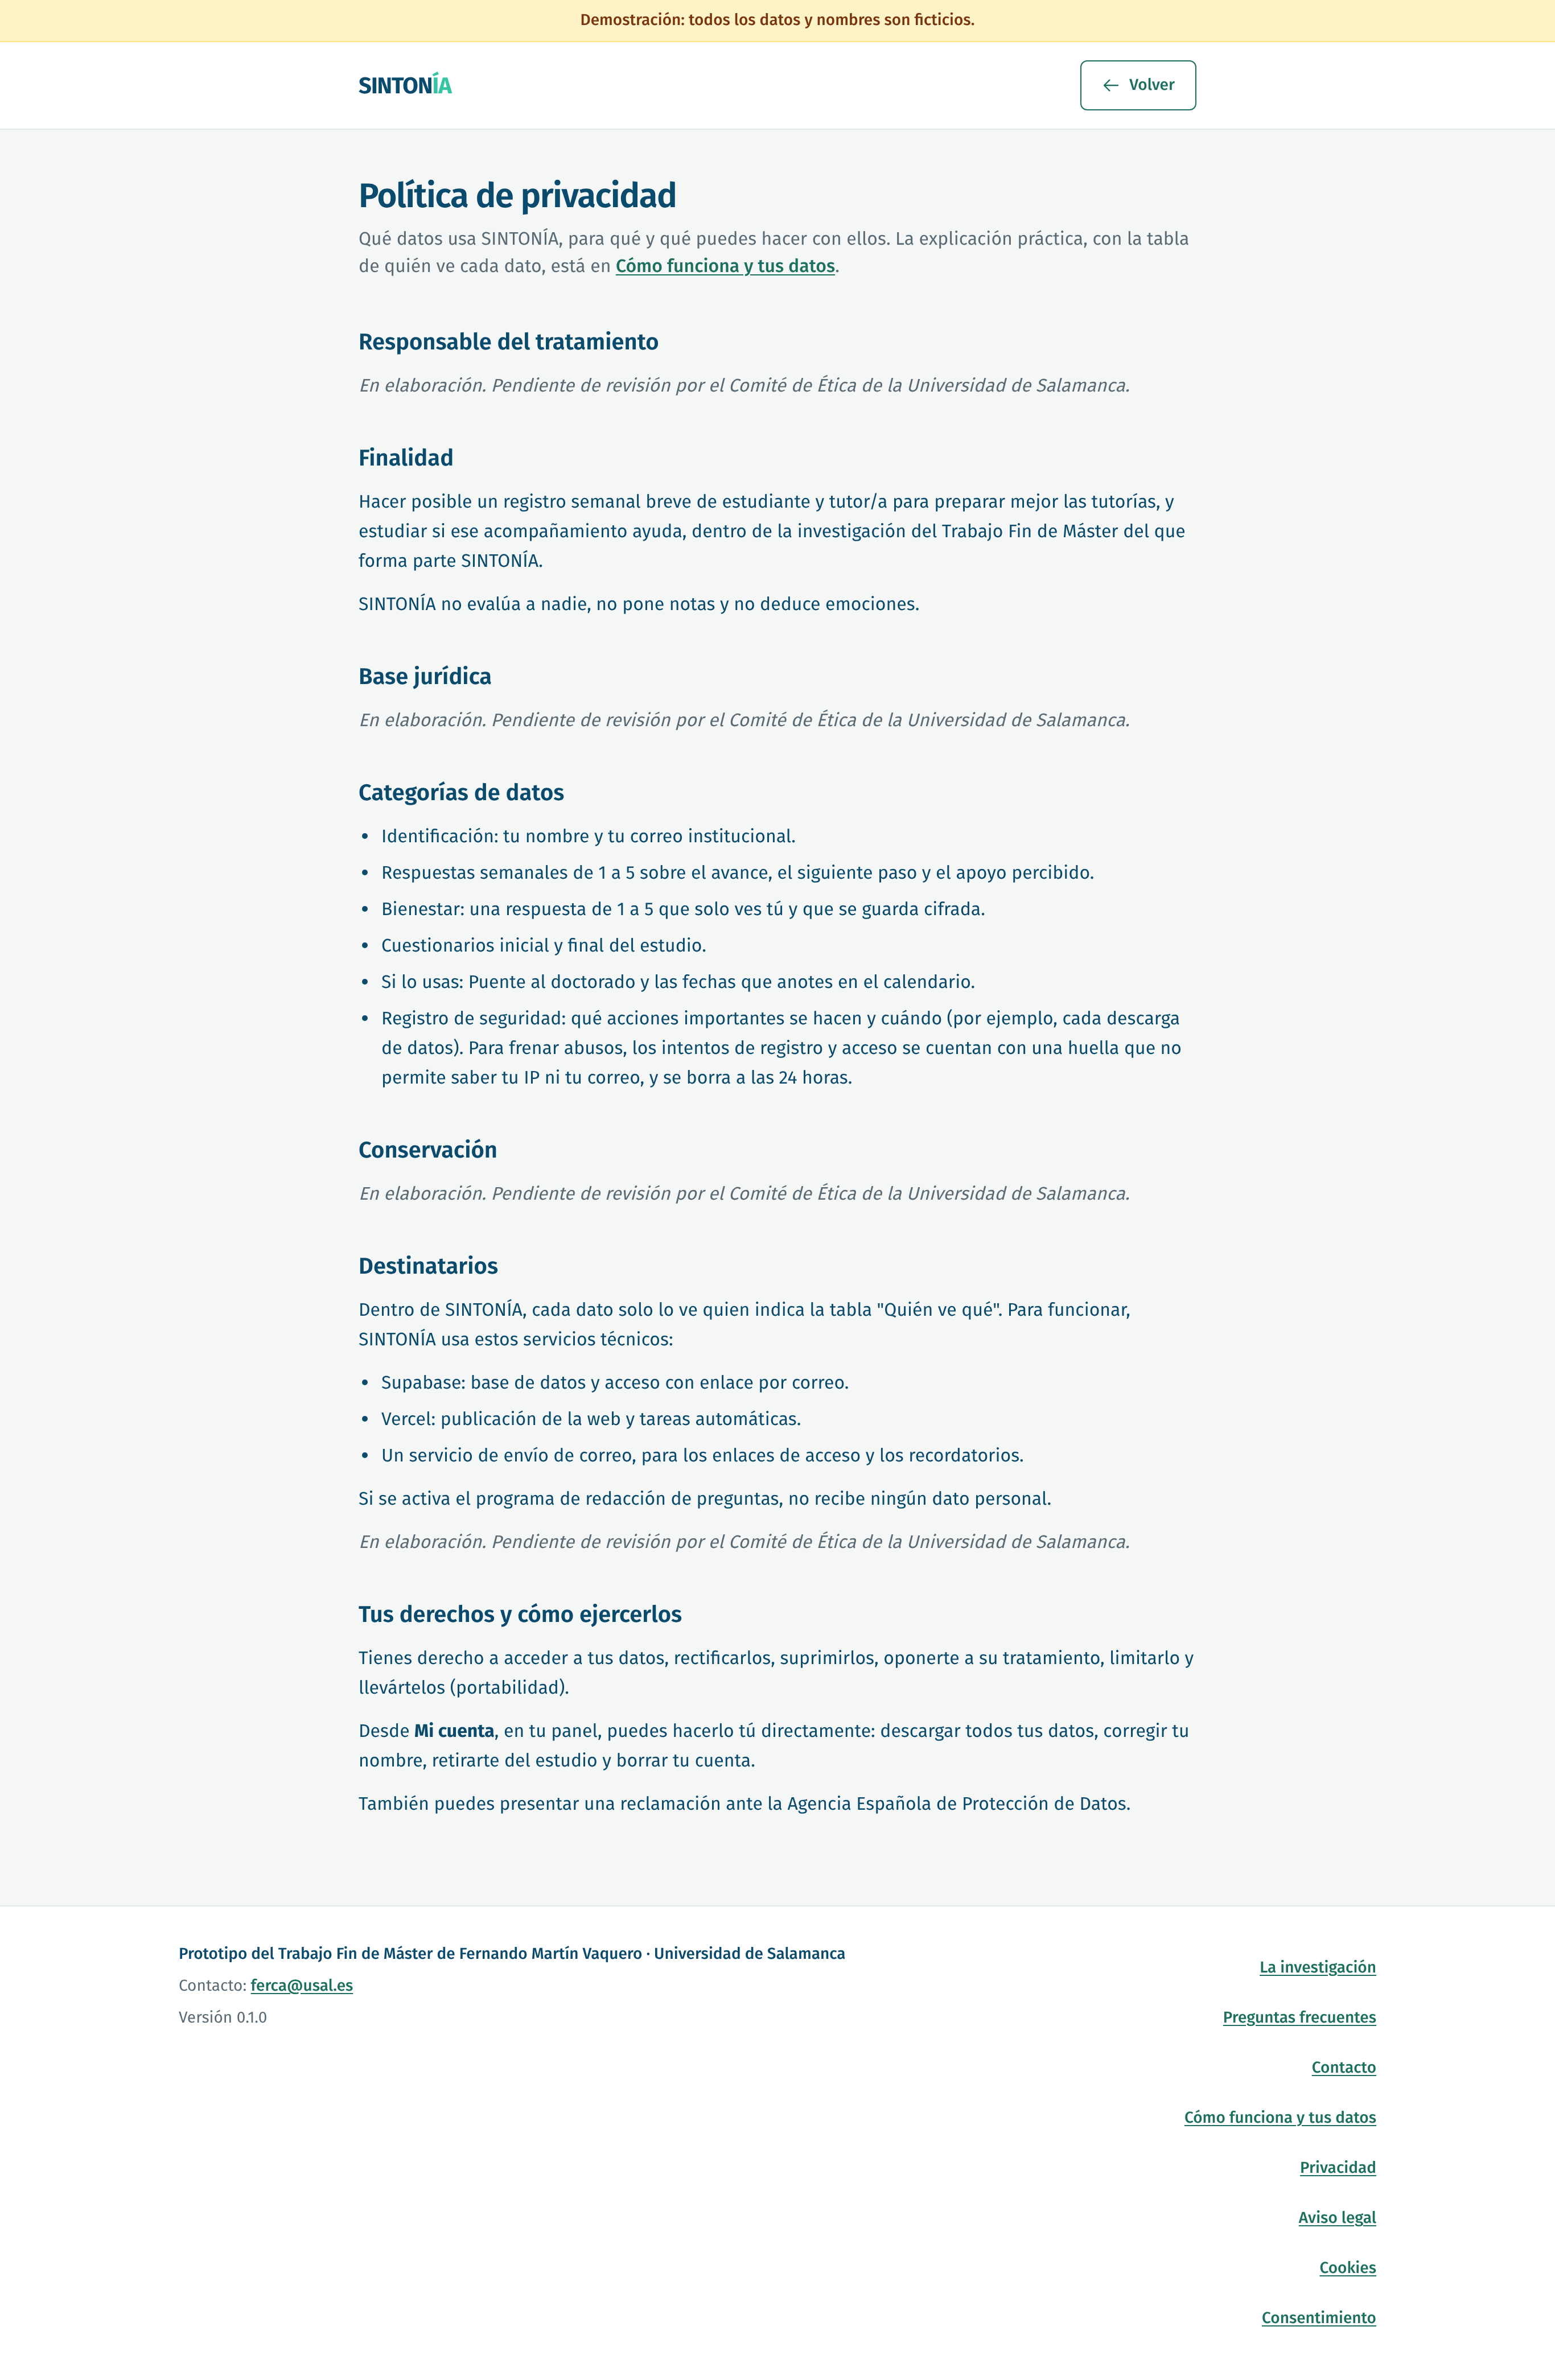 Demostración: todos los datos y nombres son ficticios.
SINTONÍA
← Volver
Política de privacidad
Qué datos usa SINTONÍA, para qué y qué puedes hacer con ellos. La explicación práctica, con la tabla
de quién ve cada dato, está en Cómo funciona y tus datos.
Responsable del tratamiento
En elaboración. Pendiente de revisión por el Comité de Ética de la Universidad de Salamanca.
Finalidad
Hacer posible un registro semanal breve de estudiante y tutor/a para preparar mejor las tutorías, y
estudiar si ese acompañamiento ayuda, dentro de la investigación del Trabajo Fin de Máster del que
forma parte SINTONÍA.
SINTONÍA no evalúa a nadie, no pone notas y no deduce emociones.
Base jurídica
En elaboración. Pendiente de revisión por el Comité de Ética de la Universidad de Salamanca.
Categorías de datos
• Identificación: tu nombre y tu correo institucional.
• Respuestas semanales de 1 a 5 sobre el avance, el siguiente paso y el apoyo percibido.
• Bienestar: una respuesta de 1 a 5 que solo ves tú y que se guarda cifrada.
• Cuestionarios inicial y final del estudio.
• Si lo usas: Puente al doctorado y las fechas que anotes en el calendario.
• Registro de seguridad: qué acciones importantes se hacen y cuándo (por ejemplo, cada descarga
de datos). Para frenar abusos, los intentos de registro y acceso se cuentan con una huella que no
permite saber tu IP ni tu correo, y se borra a las 24 horas.
Conservación
En elaboración. Pendiente de revisión por el Comité de Ética de la Universidad de Salamanca.
Destinatarios
Dentro de SINTONÍA, cada dato solo lo ve quien indica la tabla "Quién ve qué". Para funcionar,
SINTONÍA usa estos servicios técnicos:
• Supabase: base de datos y acceso con enlace por correo.
• Vercel: publicación de la web y tareas automáticas.
• Un servicio de envío de correo, para los enlaces de acceso y los recordatorios.
Si se activa el programa de redacción de preguntas, no recibe ningún dato personal.
En elaboración. Pendiente de revisión por el Comité de Ética de la Universidad de Salamanca.
Tus derechos y cómo ejercerlos
Tienes derecho a acceder a tus datos, rectificarlos, suprimirlos, oponerte a su tratamiento, limitarlo y
llevártelos (portabilidad).
Desde Mi cuenta, en tu panel, puedes hacerlo tú directamente: descargar todos tus datos, corregir tu
nombre, retirarte del estudio y borrar tu cuenta.
También puedes presentar una reclamación ante la Agencia Española de Protección de Datos.
Prototipo del Trabajo Fin de Máster de Fernando Martín Vaquero · Universidad de Salamanca
Contacto: ferca@usal.es
Versión 0.1.0
La investigación
Preguntas frecuentes
Contacto
Cómo funciona y tus datos
Privacidad
Aviso legal
Cookies
Consentimiento